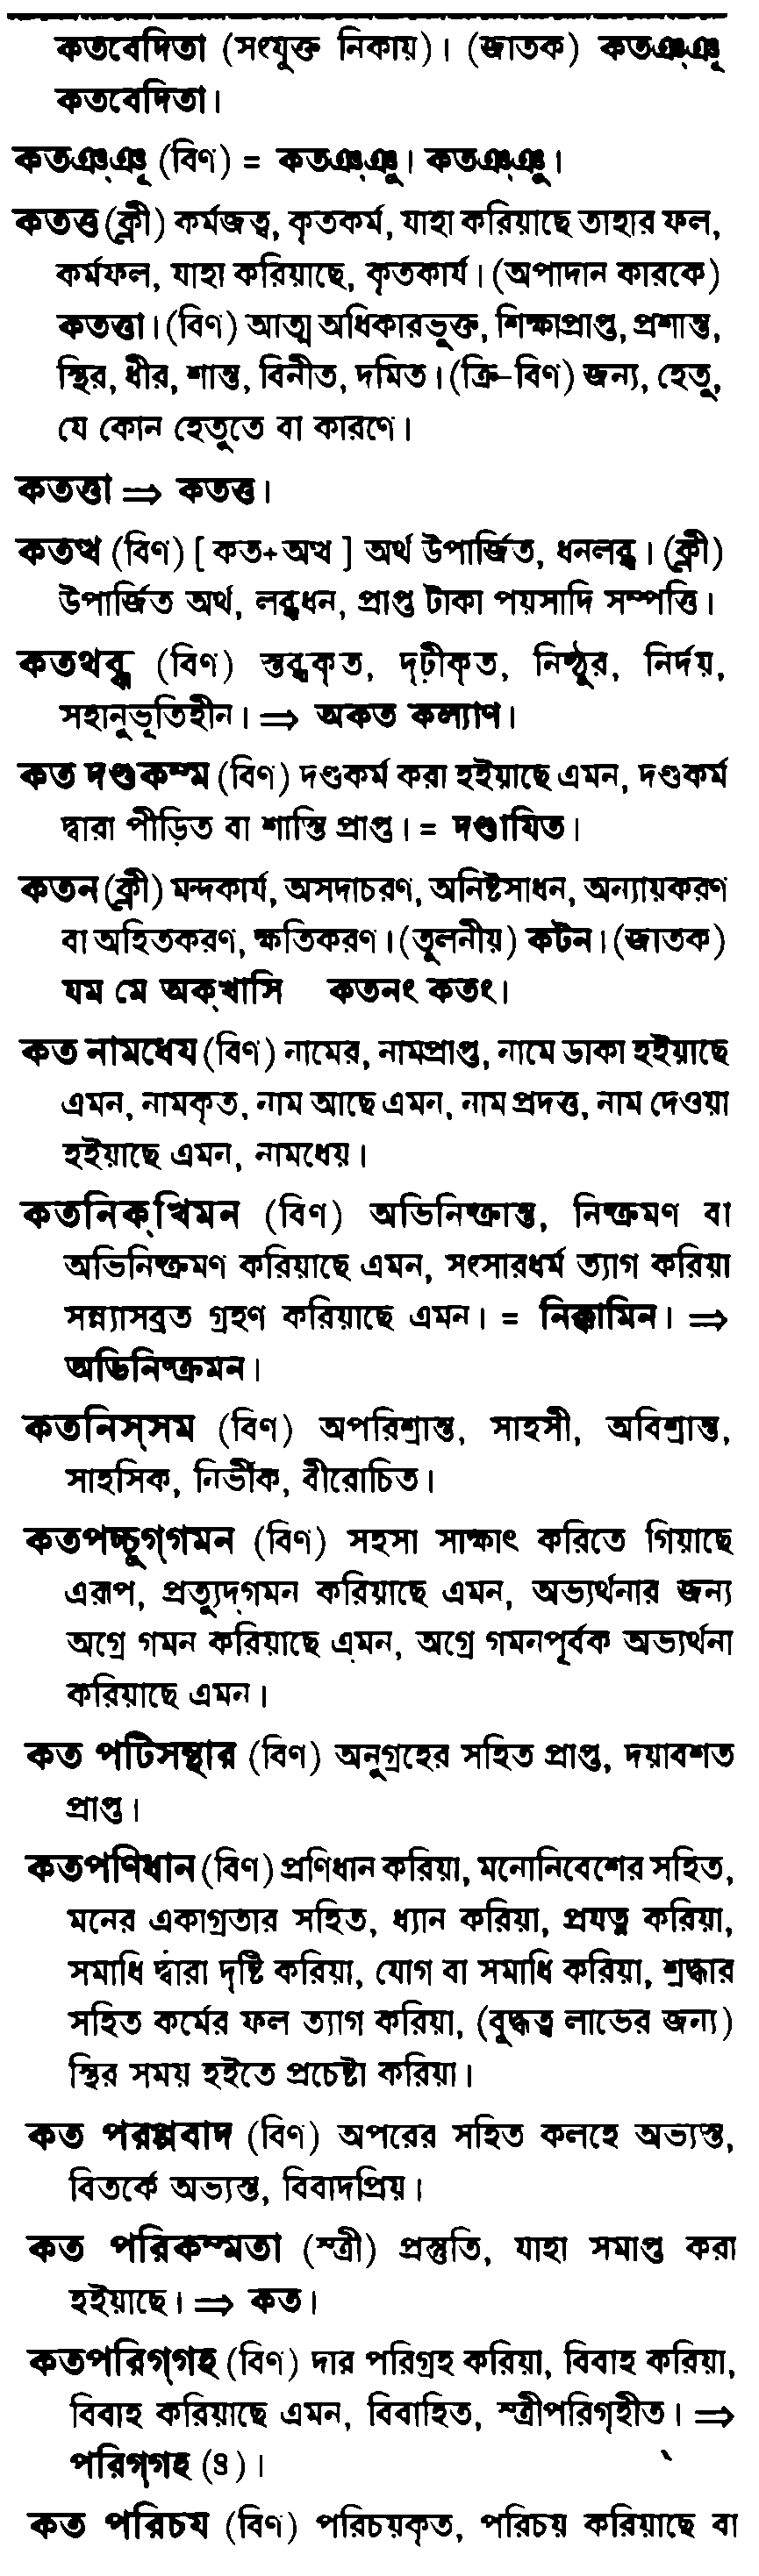 কতবেদিতা (সংযুক্ত নিকায়)। (জাতক) কতঞ্ঞূ
কতবেদিতা।
কতঞ্ঞূ (বিণ) = কতঞ্ঞু। কতঞ্ঞু।
কতত্ত (ক্লী) কর্মজত্ব, কৃতকর্ম, যাহা করিয়াছে তাহার ফল,
কর্মফল, যাহা করিয়াছে, কৃতকার্য। (অপাদান কারকে)
কতত্তা। (বিণ) আত্ম অধিকারভুক্ত, শিক্ষাপ্রাপ্ত, প্রশান্ত,
স্থির, ধীর, শান্ত, বিনীত, দমিত। (ক্রি-বিণ) জন্য, হেতু,
যে কোন হেতুতে বা কারণে।
কতত্তা ⇒ কতত্ত।
কতত্থ (বিণ) [ কত+অত্থ ] অর্থ উপার্জিত, ধনলব্ধ। (ক্লী)
উপার্জিত অর্থ, লব্ধধন, প্রাপ্ত টাকা পয়সাদি সম্পত্তি।
কতথব্ধ (বিণ) স্তব্ধকৃত, দৃঢ়ীকৃত, নিষ্ঠুর, নির্দয়,
সহানুভূতিহীন। ⇒ অকত কল্যাণ।
কত দণ্ডকম্ম (বিণ) দণ্ডকর্ম করা হইয়াছে এমন, দণ্ডকর্ম
দ্বারা পীড়িত বা শাস্তি প্রাপ্ত। = দণ্ডাযিত।
কতন (ক্লী) মন্দকার্য, অসদাচরণ, অনিষ্টসাধন, অন্যায়করণ
বা অহিতকরণ, ক্ষতিকরণ। (তুলনীয়) কটন। (জাতক)
যম মে অক্খাসি কতনং কতং।
কত নামধেয (বিণ) নামের, নামপ্রাপ্ত, নামে ডাকা হইয়াছে
এমন, নামকৃত, নাম আছে এমন, নাম প্রদত্ত, নাম দেওয়া
হইয়াছে এমন, নামধেয়।
কতনিক্খিমন (বিণ) অভিনিষ্ক্রান্ত, নিষ্ক্রমণ বা
অভিনিষ্ক্রমণ করিয়াছে এমন, সংসারধর্ম ত্যাগ করিয়া
সন্ন্যাসব্রত গ্রহণ করিয়াছে এমন। = নিক্কামিন। ⇒
অভিনিষ্ক্রমন।
কতনিস্সম (বিণ) অপরিশ্রান্ত, সাহসী, অবিশ্রান্ত,
সাহসিক, নির্ভীক, বীরোচিত।
কতপচ্চুগ্গমন (বিণ) সহসা সাক্ষাৎ করিতে গিয়াছে
এরূপ, প্রত্যুদ্গমন করিয়াছে এমন, অভ্যর্থনার জন্য
অগ্রে গমন করিয়াছে এমন, অগ্রে গমনপূর্বক অভ্যর্থনা
করিয়াছে এমন।
কত পটিসন্থার (বিণ) অনুগ্রহের সহিত প্রাপ্ত, দয়াবশত
প্রাপ্ত।
কতপণিধান (বিণ) প্রণিধান করিয়া, মনোনিবেশের সহিত,
মনের একাগ্রতার সহিত, ধ্যান করিয়া, প্রযত্ন করিয়া,
সমাধি দ্বারা দৃষ্টি করিয়া, যোগ বা সমাধি করিয়া, শ্রদ্ধার
সহিত কর্মের ফল ত্যাগ করিয়া, (বুদ্ধত্ব লাভের জন্য)
স্থির সময় হইতে প্রচেষ্টা করিয়া।
কত পরপ্পবাদ (বিণ) অপরের সহিত কলহে অভ্যস্ত,
বিতর্কে অভ্যস্ত, বিবাদপ্রিয়।
কত পরিকম্মতা (স্ত্রী) প্রস্তুতি, যাহা সমাপ্ত করা
হইয়াছে। ⇒ কত।
কতপরিগ্গহ (বিণ) দার পরিগ্রহ করিয়া, বিবাহ করিয়া,
বিবাহ করিয়াছে এমন, বিবাহিত, স্ত্রীপরিগৃহীত। ⇒
পরিগ্গহ (৪)।
কত পরিচয (বিণ) পরিচয়কৃত, পরিচয় করিয়াছে বা